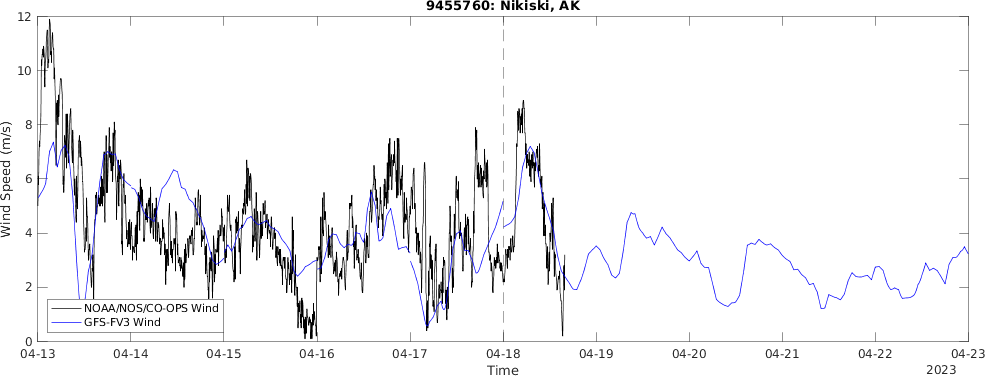 9455760: Nikiski, AK
12
10
8
6
4
2
0
Wind Speed (m/s)
NOAA/NOS/CO-OPS Wind
GFS-FV3 Wind
04-13 04-14 04-15 04-16 04-17 04-18 04-19 04-20 04-21 04-22 04-23
Time
2023